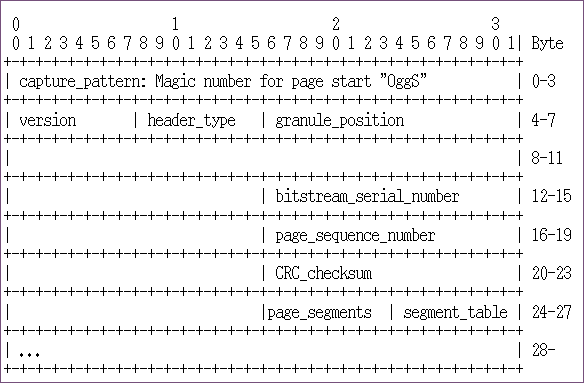 0                   1                   2                   3
0 1 2 3 4 5 6 7 8 9 0 1 2 3 4 5 6 7 8 9 0 1 2 3 4 5 6 7 8 9 0 1| Byte
+-+-+-+-+-+-+-+-+-+-+-+-+-+-+-+-+-+-+-+-+-+-+-+-+-+-+-+-+-+-+-+-+
| capture_pattern: Magic number for page start "OggS"           | 0-3
+-+-+-+-+-+-+-+-+-+-+-+-+-+-+-+-+-+-+-+-+-+-+-+-+-+-+-+-+-+-+-+-+
| version       | header_type   | granule_position              | 4-7
+-+-+-+-+-+-+-+-+-+-+-+-+-+-+-+-+-+-+-+-+-+-+-+-+-+-+-+-+-+-+-+-+
|                                                               | 8-11
+-+-+-+-+-+-+-+-+-+-+-+-+-+-+-+-+-+-+-+-+-+-+-+-+-+-+-+-+-+-+-+-+
|                               | bitstream_serial_number       | 12-15
+-+-+-+-+-+-+-+-+-+-+-+-+-+-+-+-+-+-+-+-+-+-+-+-+-+-+-+-+-+-+-+-+
|                               | page_sequence_number          | 16-19
+-+-+-+-+-+-+-+-+-+-+-+-+-+-+-+-+-+-+-+-+-+-+-+-+-+-+-+-+-+-+-+-+
|                               | CRC_checksum                  | 20-23
+-+-+-+-+-+-+-+-+-+-+-+-+-+-+-+-+-+-+-+-+-+-+-+-+-+-+-+-+-+-+-+-+
|                               |page_segments  | segment_table | 24-27
+-+-+-+-+-+-+-+-+-+-+-+-+-+-+-+-+-+-+-+-+-+-+-+-+-+-+-+-+-+-+-+-+
| ...                                                           | 28-
+-+-+-+-+-+-+-+-+-+-+-+-+-+-+-+-+-+-+-+-+-+-+-+-+-+-+-+-+-+-+-+-+